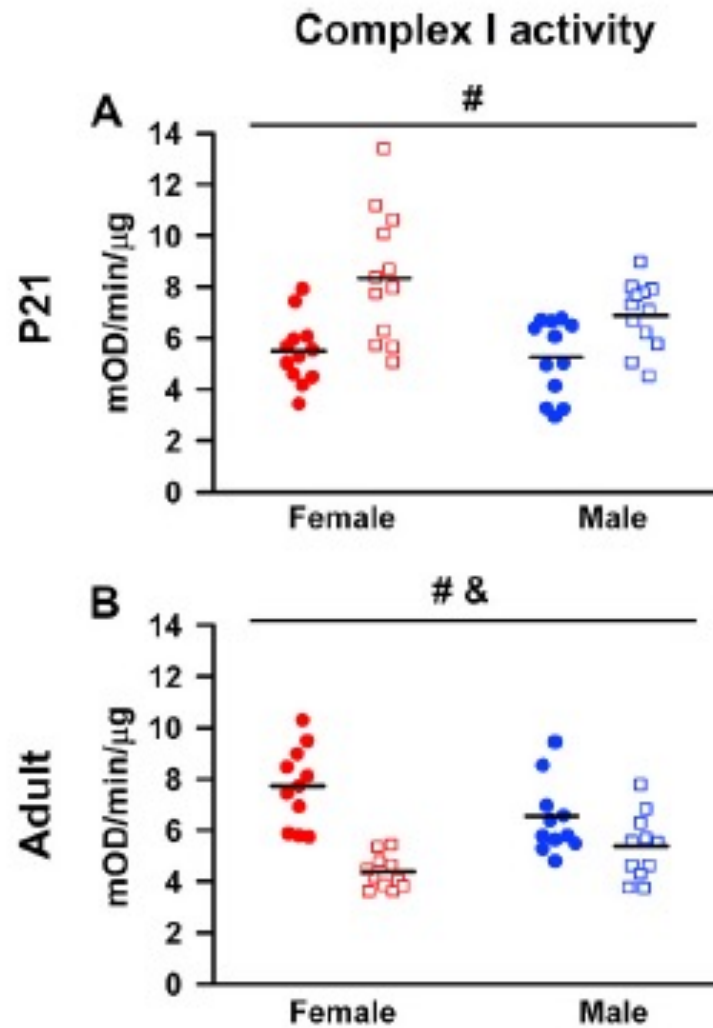 Complex I activity
A
#
P21
mOD/min/μg
14
12
10
8
6
4
2
0
Female Male
B
# &
Adult
mOD/min/μg
14
12
10
8
6
4
2
0
Female Male